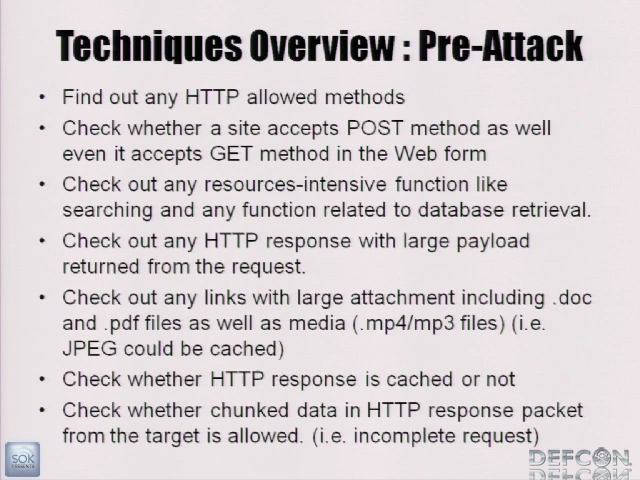 Techniques Overview : Pre-Attack
• Find out any HTTP allowed methods
• Check whether a site accepts POST method as well
even it accepts GET method in the Web form
• Check out any resources-intensive function like
searching and any function related to database retrieval.
• Check out any HTTP response with large payload
returned from the request.
• Check out any links with large attachment including .doc
and .pdf files as well as media (.mp4/mp3 files) (i.e.
JPEG could be cached)
• Check whether HTTP response is cached or not
• Check whether chunked data in HTTP response packet
from the target is allowed. (i.e. incomplete request)
SOK
PRESENTS
DEFCON